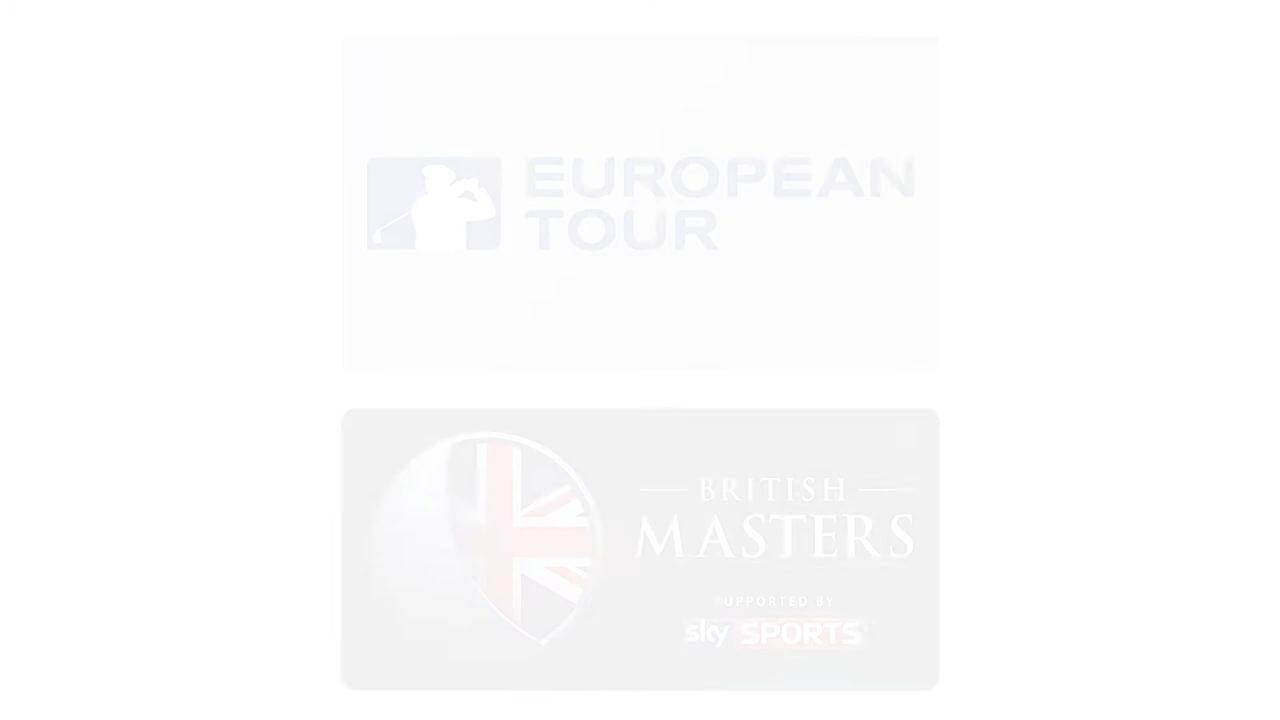 EUROPEAN
TOUR
BRITISH
MASTERS
SUPPORTED BY
sky SPORTS